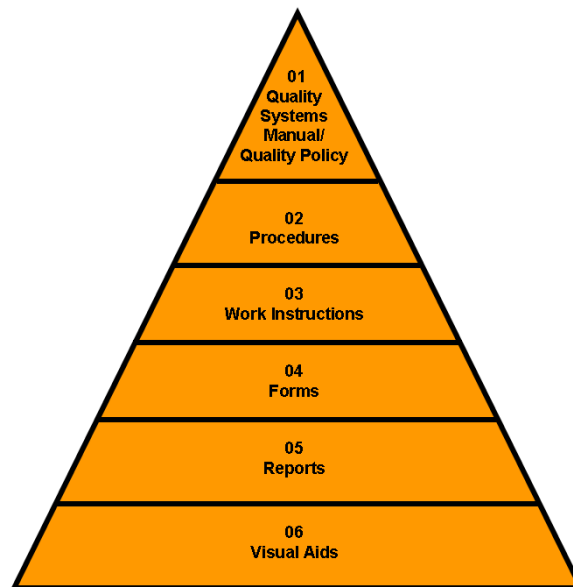 01
Quality
Systems
Manual/
Quality Policy
02
Procedures
03
Work Instructions
04
Forms
05
Reports
06
Visual Aids